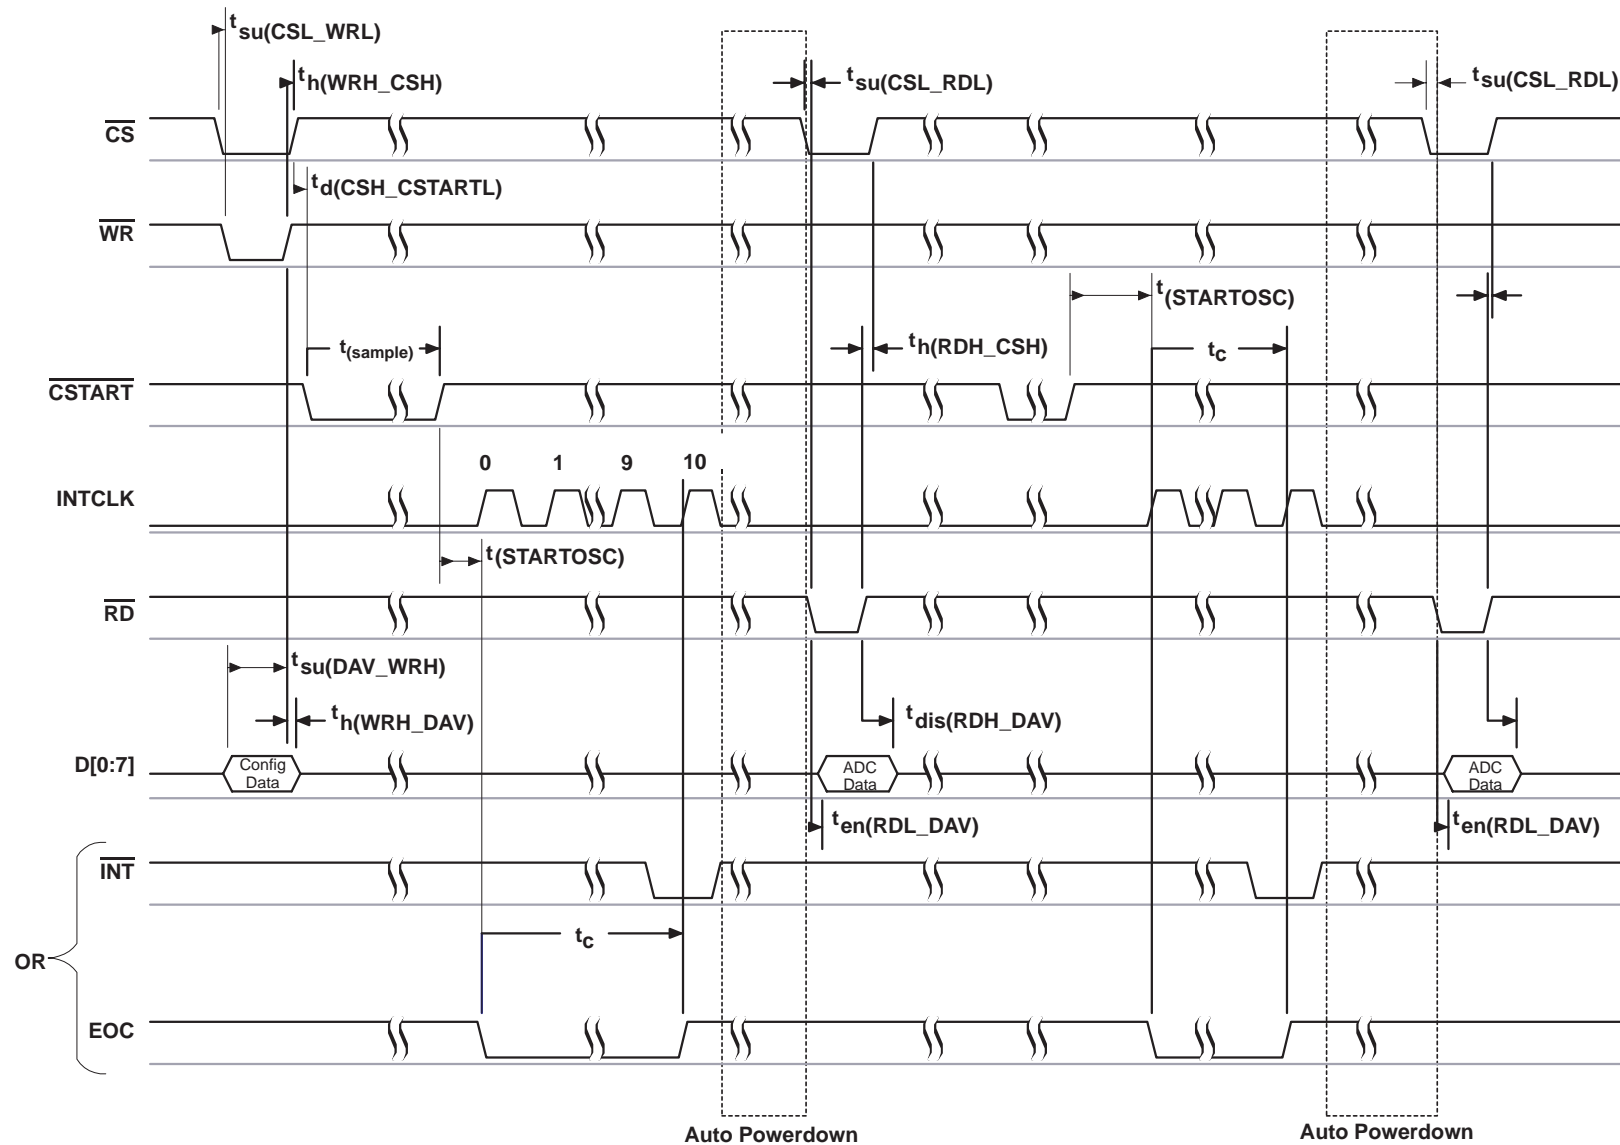 tsu(CSL_WRL)
th(WRH_CSH)
tsu(CSL_RDL)
tsu(CSL_RDL)
CS
td(CSH_CSTARTL)
WR
t(STARTOSC)
t(sample)
th(RDH_CSH)
tc
CSTART
0 1 9 10
INTCLK
t(STARTOSC)
RD
tsu(DAV_WRH)
th(WRH_DAV)
tdis(RDH_DAV)
D[0:7]
Config
Data
ADC
Data
ADC
Data
ten(RDL_DAV)
ten(RDL_DAV)
INT
tc
OR
EOC
Auto Powerdown
Auto Powerdown